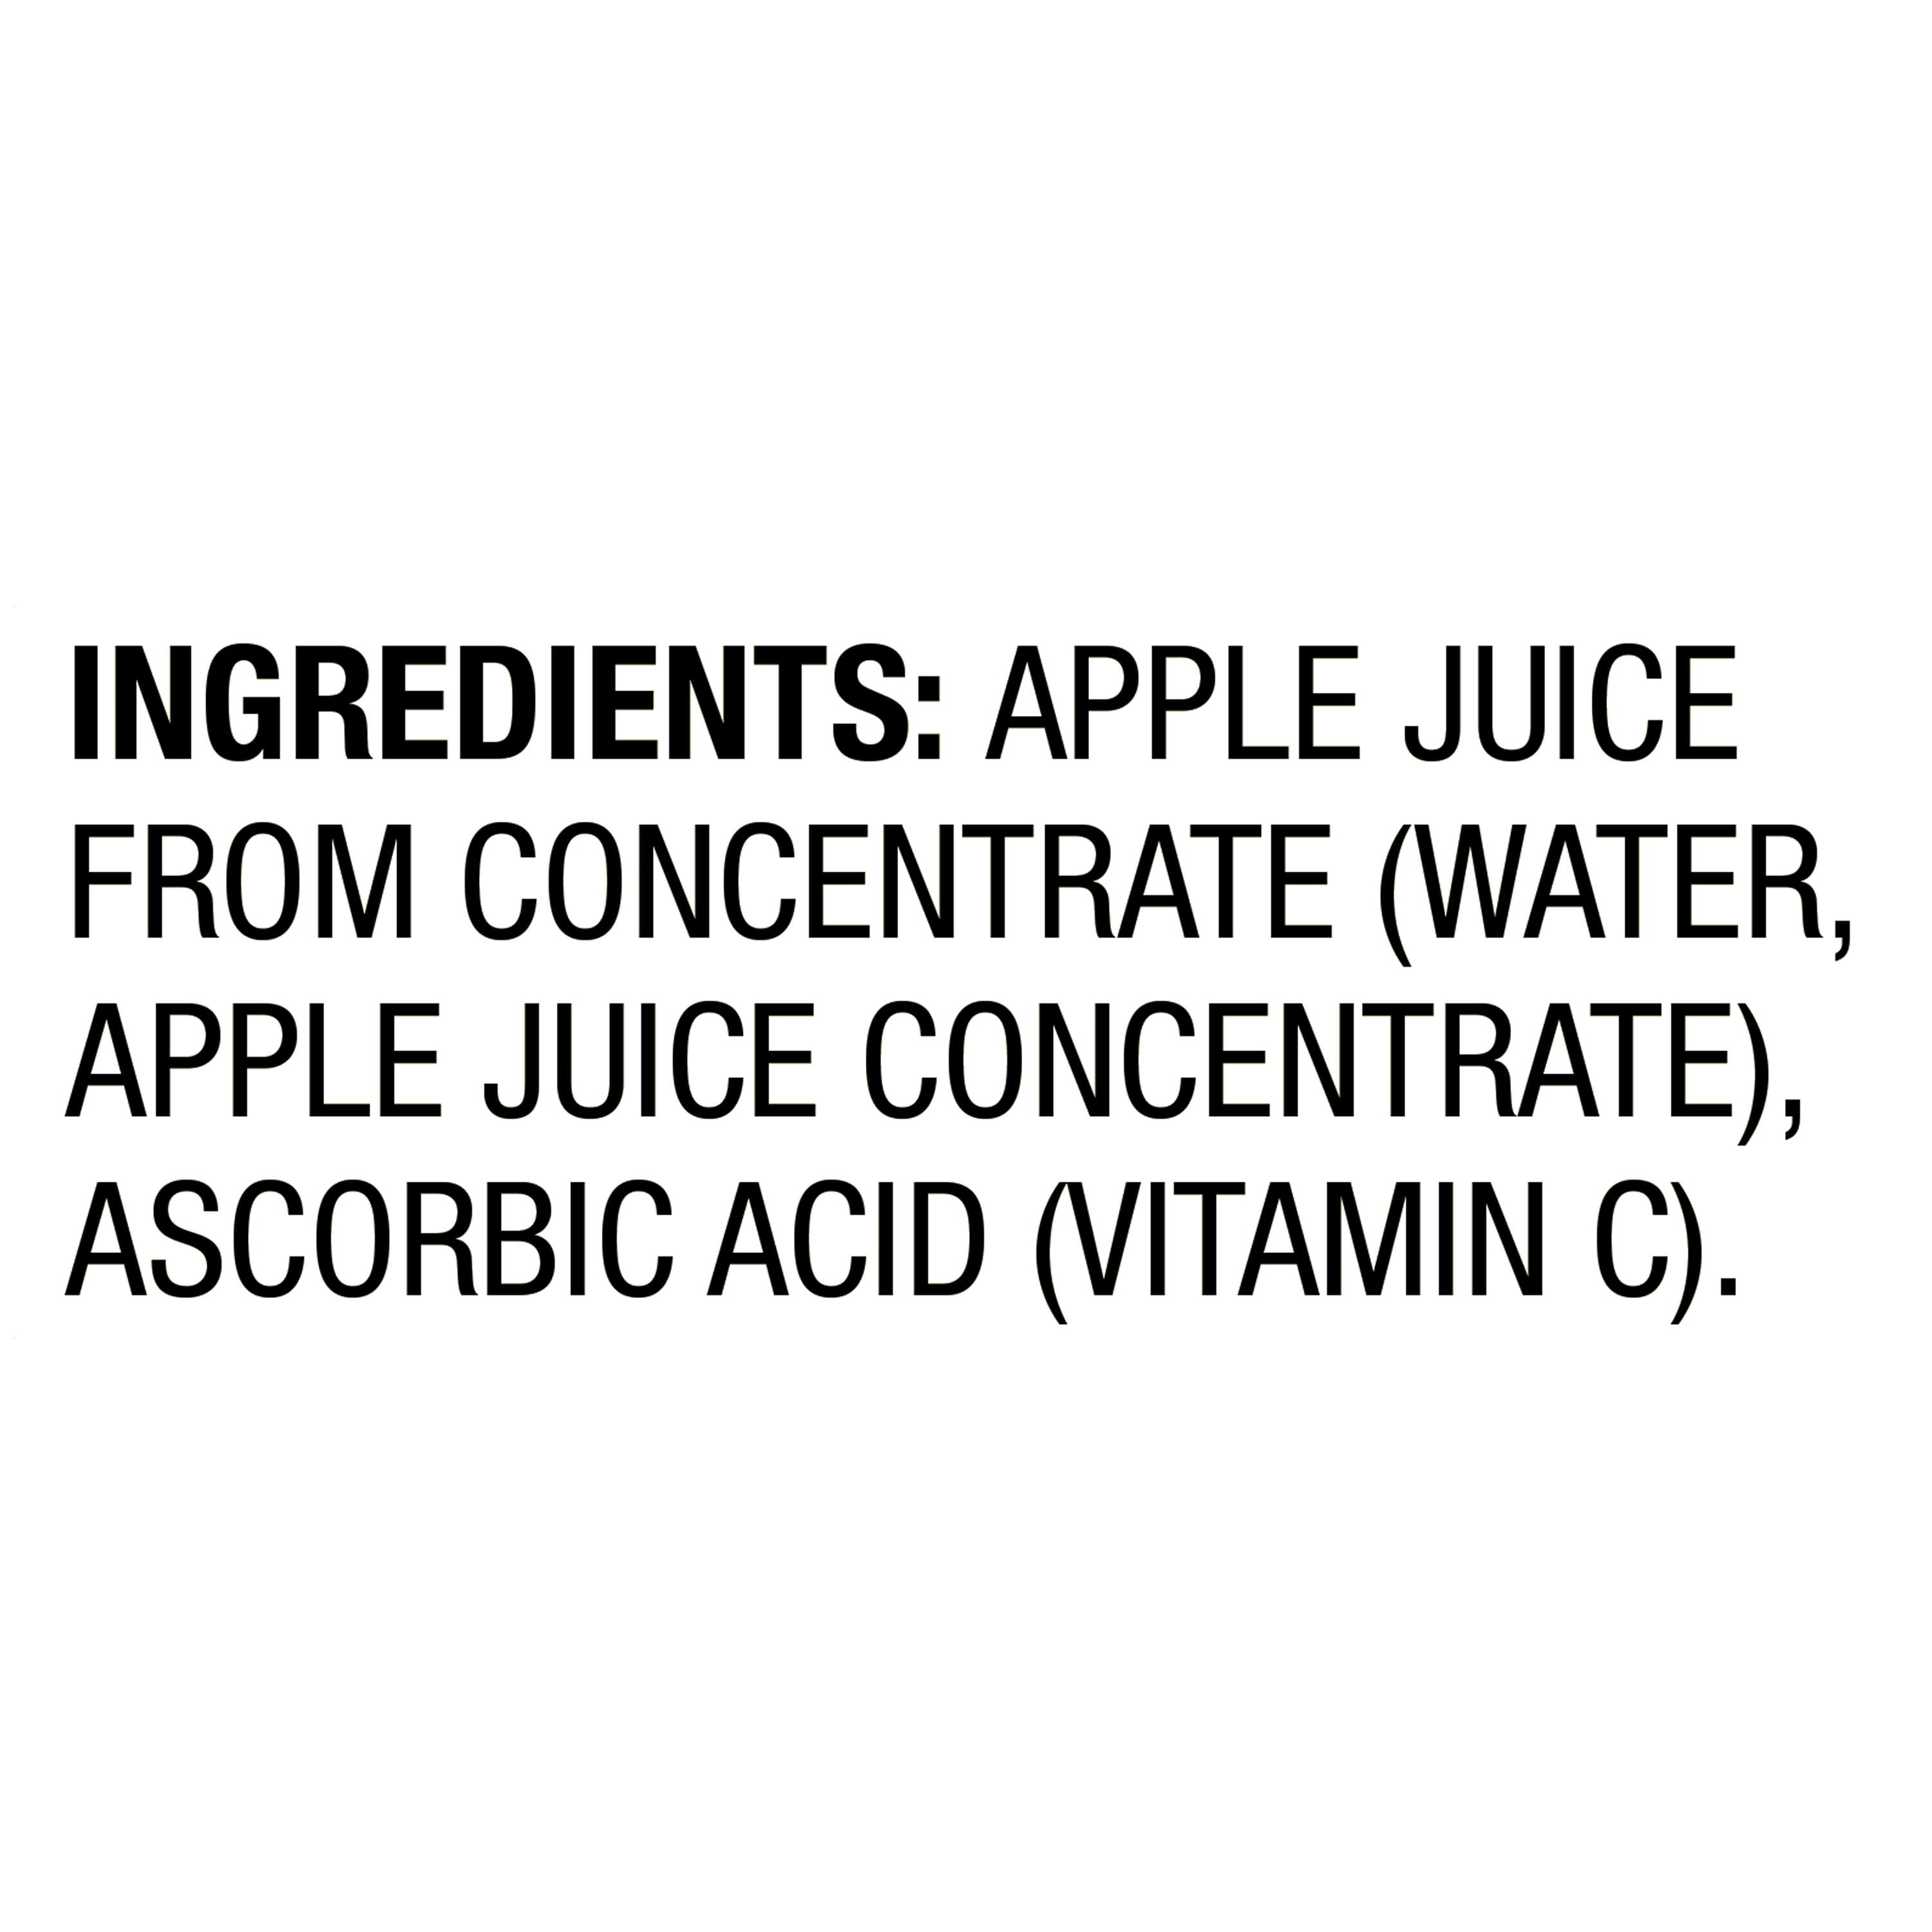 INGREDIENTS: APPLE JUICE
FROM CONCENTRATE (WATER,
APPLE JUICE CONCENTRATE),
ASCORBIC ACID (VITAMIN C).